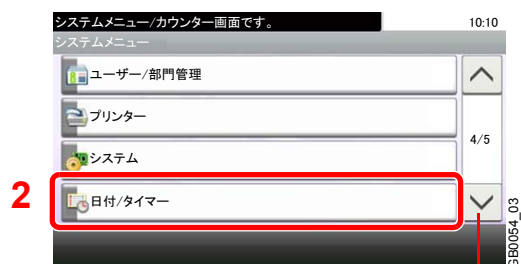 システムメニュー/カウンター画面です。 10:10
システムメニュー
ユーザー/部門管理
プリンター
4/5
システム
2
日付/タイマー
GB0054_03